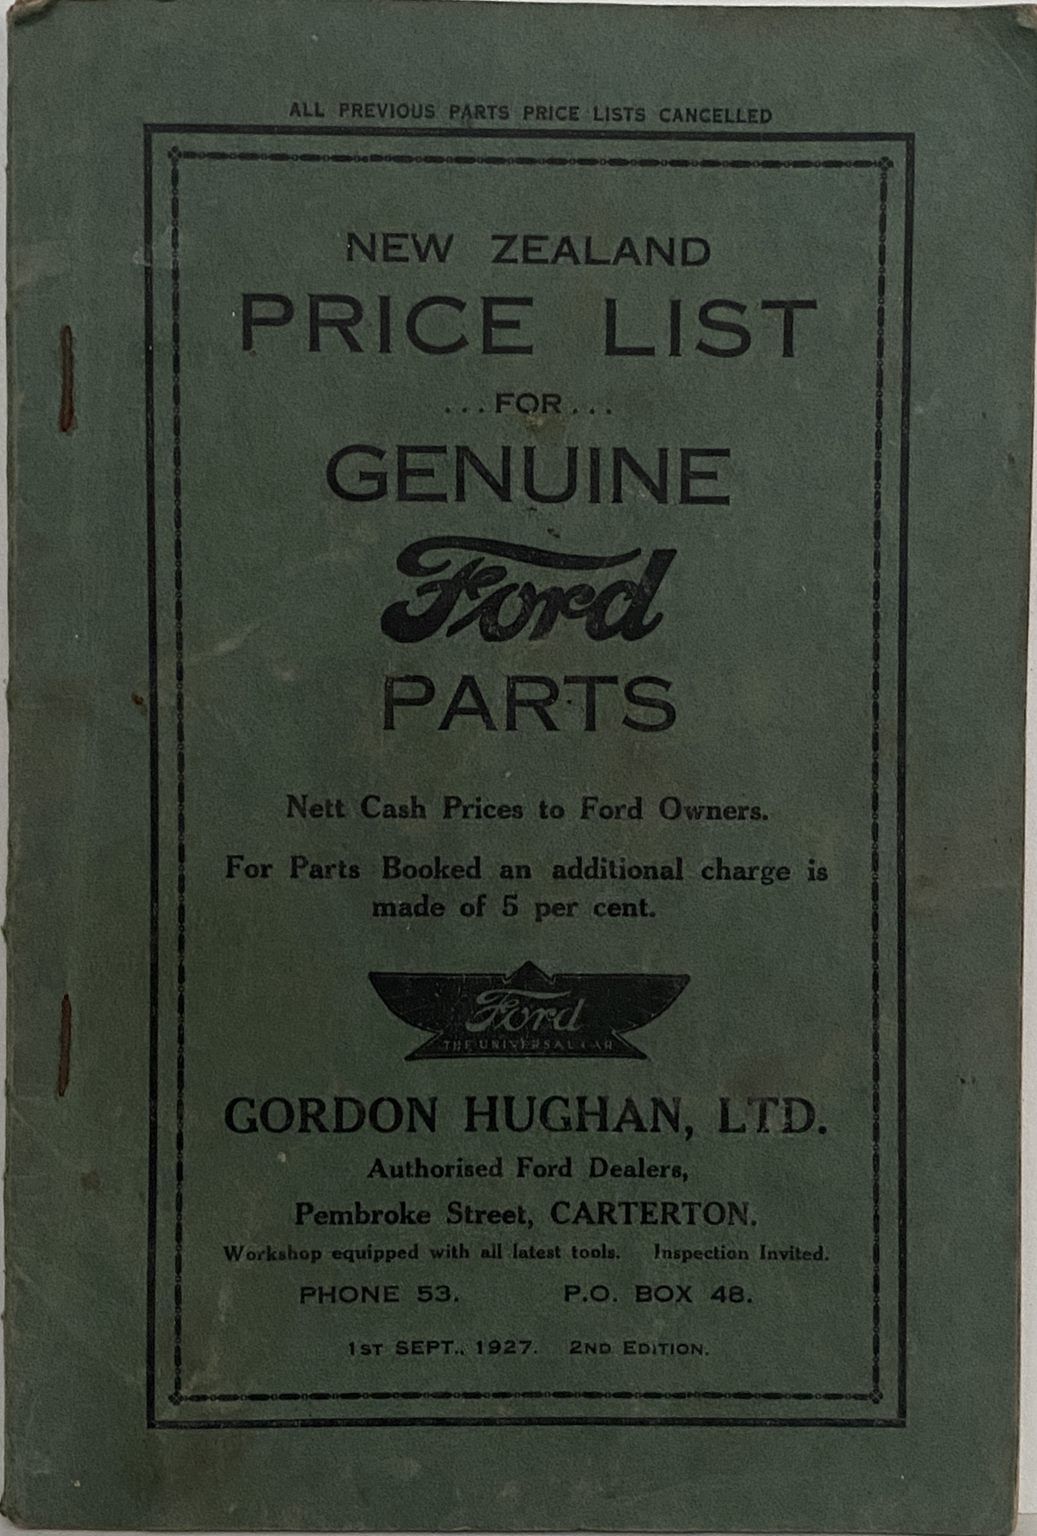 ALL PREVIOUS PARTS PRICE LISTS CANCELLED
NEW ZEALAND
PRICE LIST
...FOR...
GENUINE
Ford
PARTS
Nett Cash Prices to Ford Owners.
For Parts Booked an additional charge is
made of 5 per cent.
Ford
THE UNIVERSAL CAR
GORDON HUGHAN, LTD.
Authorised Ford Dealers,
Pembroke Street, CARTERTON.
Workshop equipped with all latest tools. Inspection Invited.
PHONE 53. P.O. BOX 48.
1ST SEPT., 1927. 2ND EDITION.